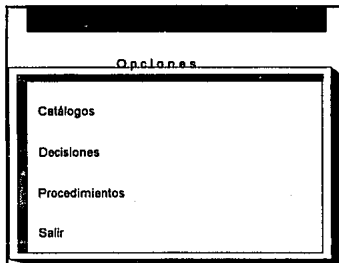 Opciones
Catálogos
Decisiones
Procedimientos
Salir